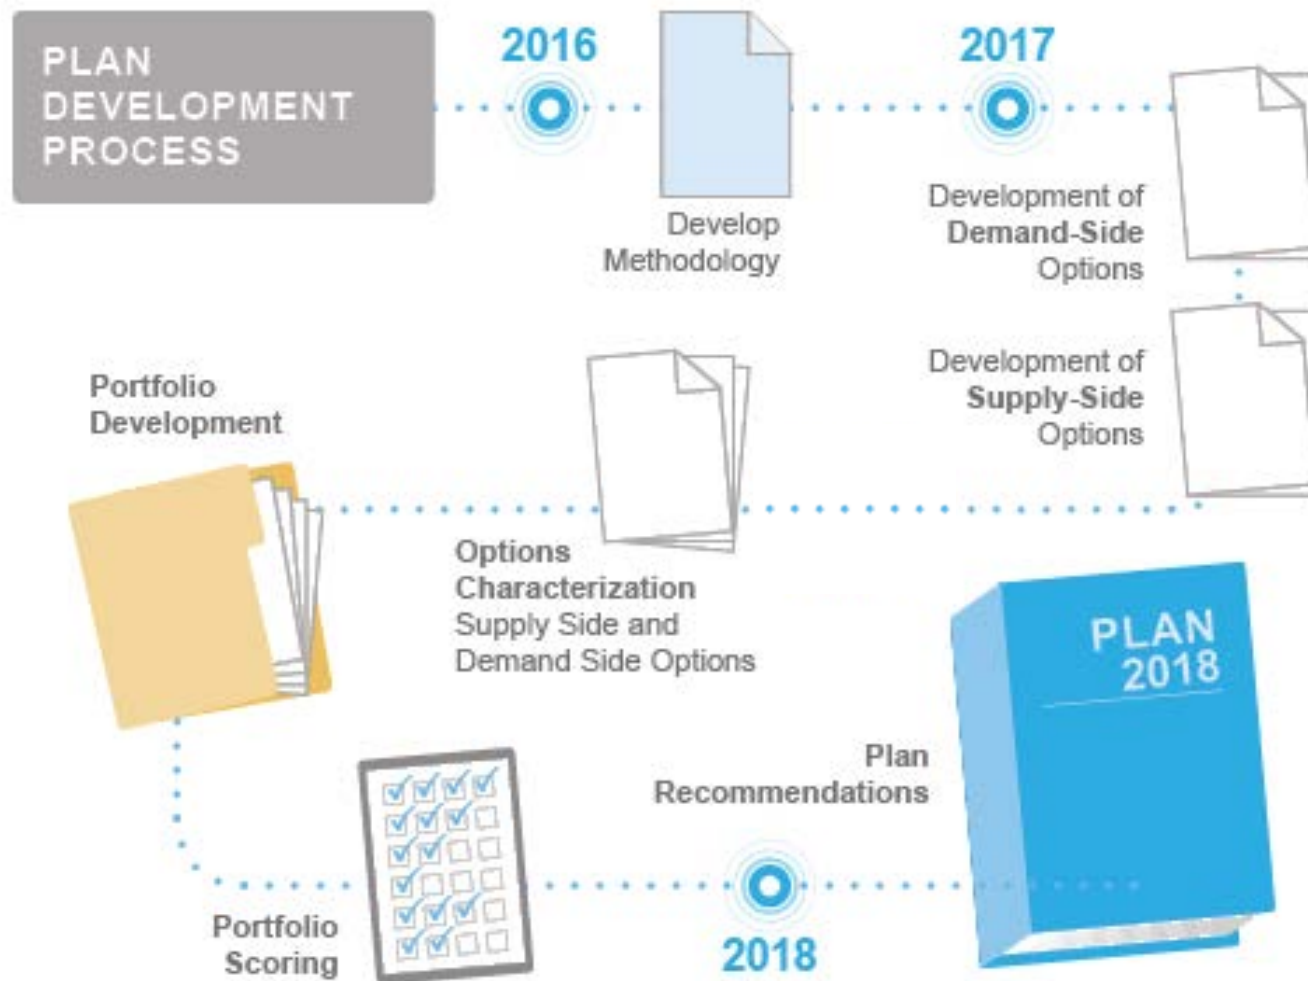 PLAN
DEVELOPMENT
PROCESS
2016
Develop
Methodology
2017
Development of
Demand-Side
Options
Development of
Supply-Side
Options
Options
Characterization
Supply Side and
Demand Side Options
Portfolio
Development
Portfolio
Scoring
2018
Plan
Recommendations
PLAN
2018